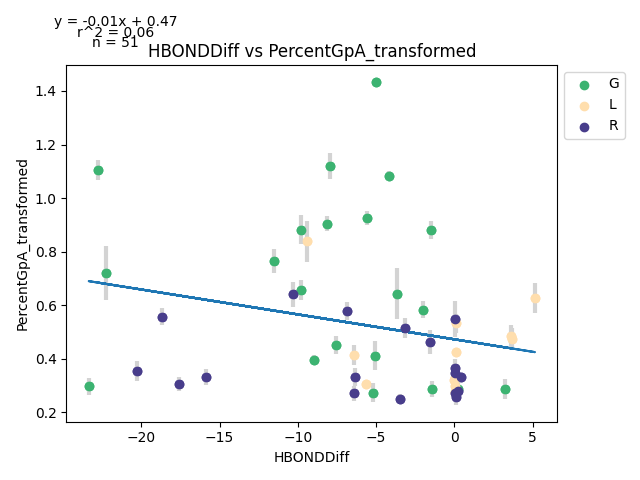 y = -0.01x + 0.47
r^2 = 0.06
n = 51
HBONDDiff vs PercentGpA_transformed
G
L
R
PercentGpA_transformed
1.4
1.2
1.0
0.8
0.6
0.4
0.2
−20
−15
−10
−5
0
5
HBONDDiff